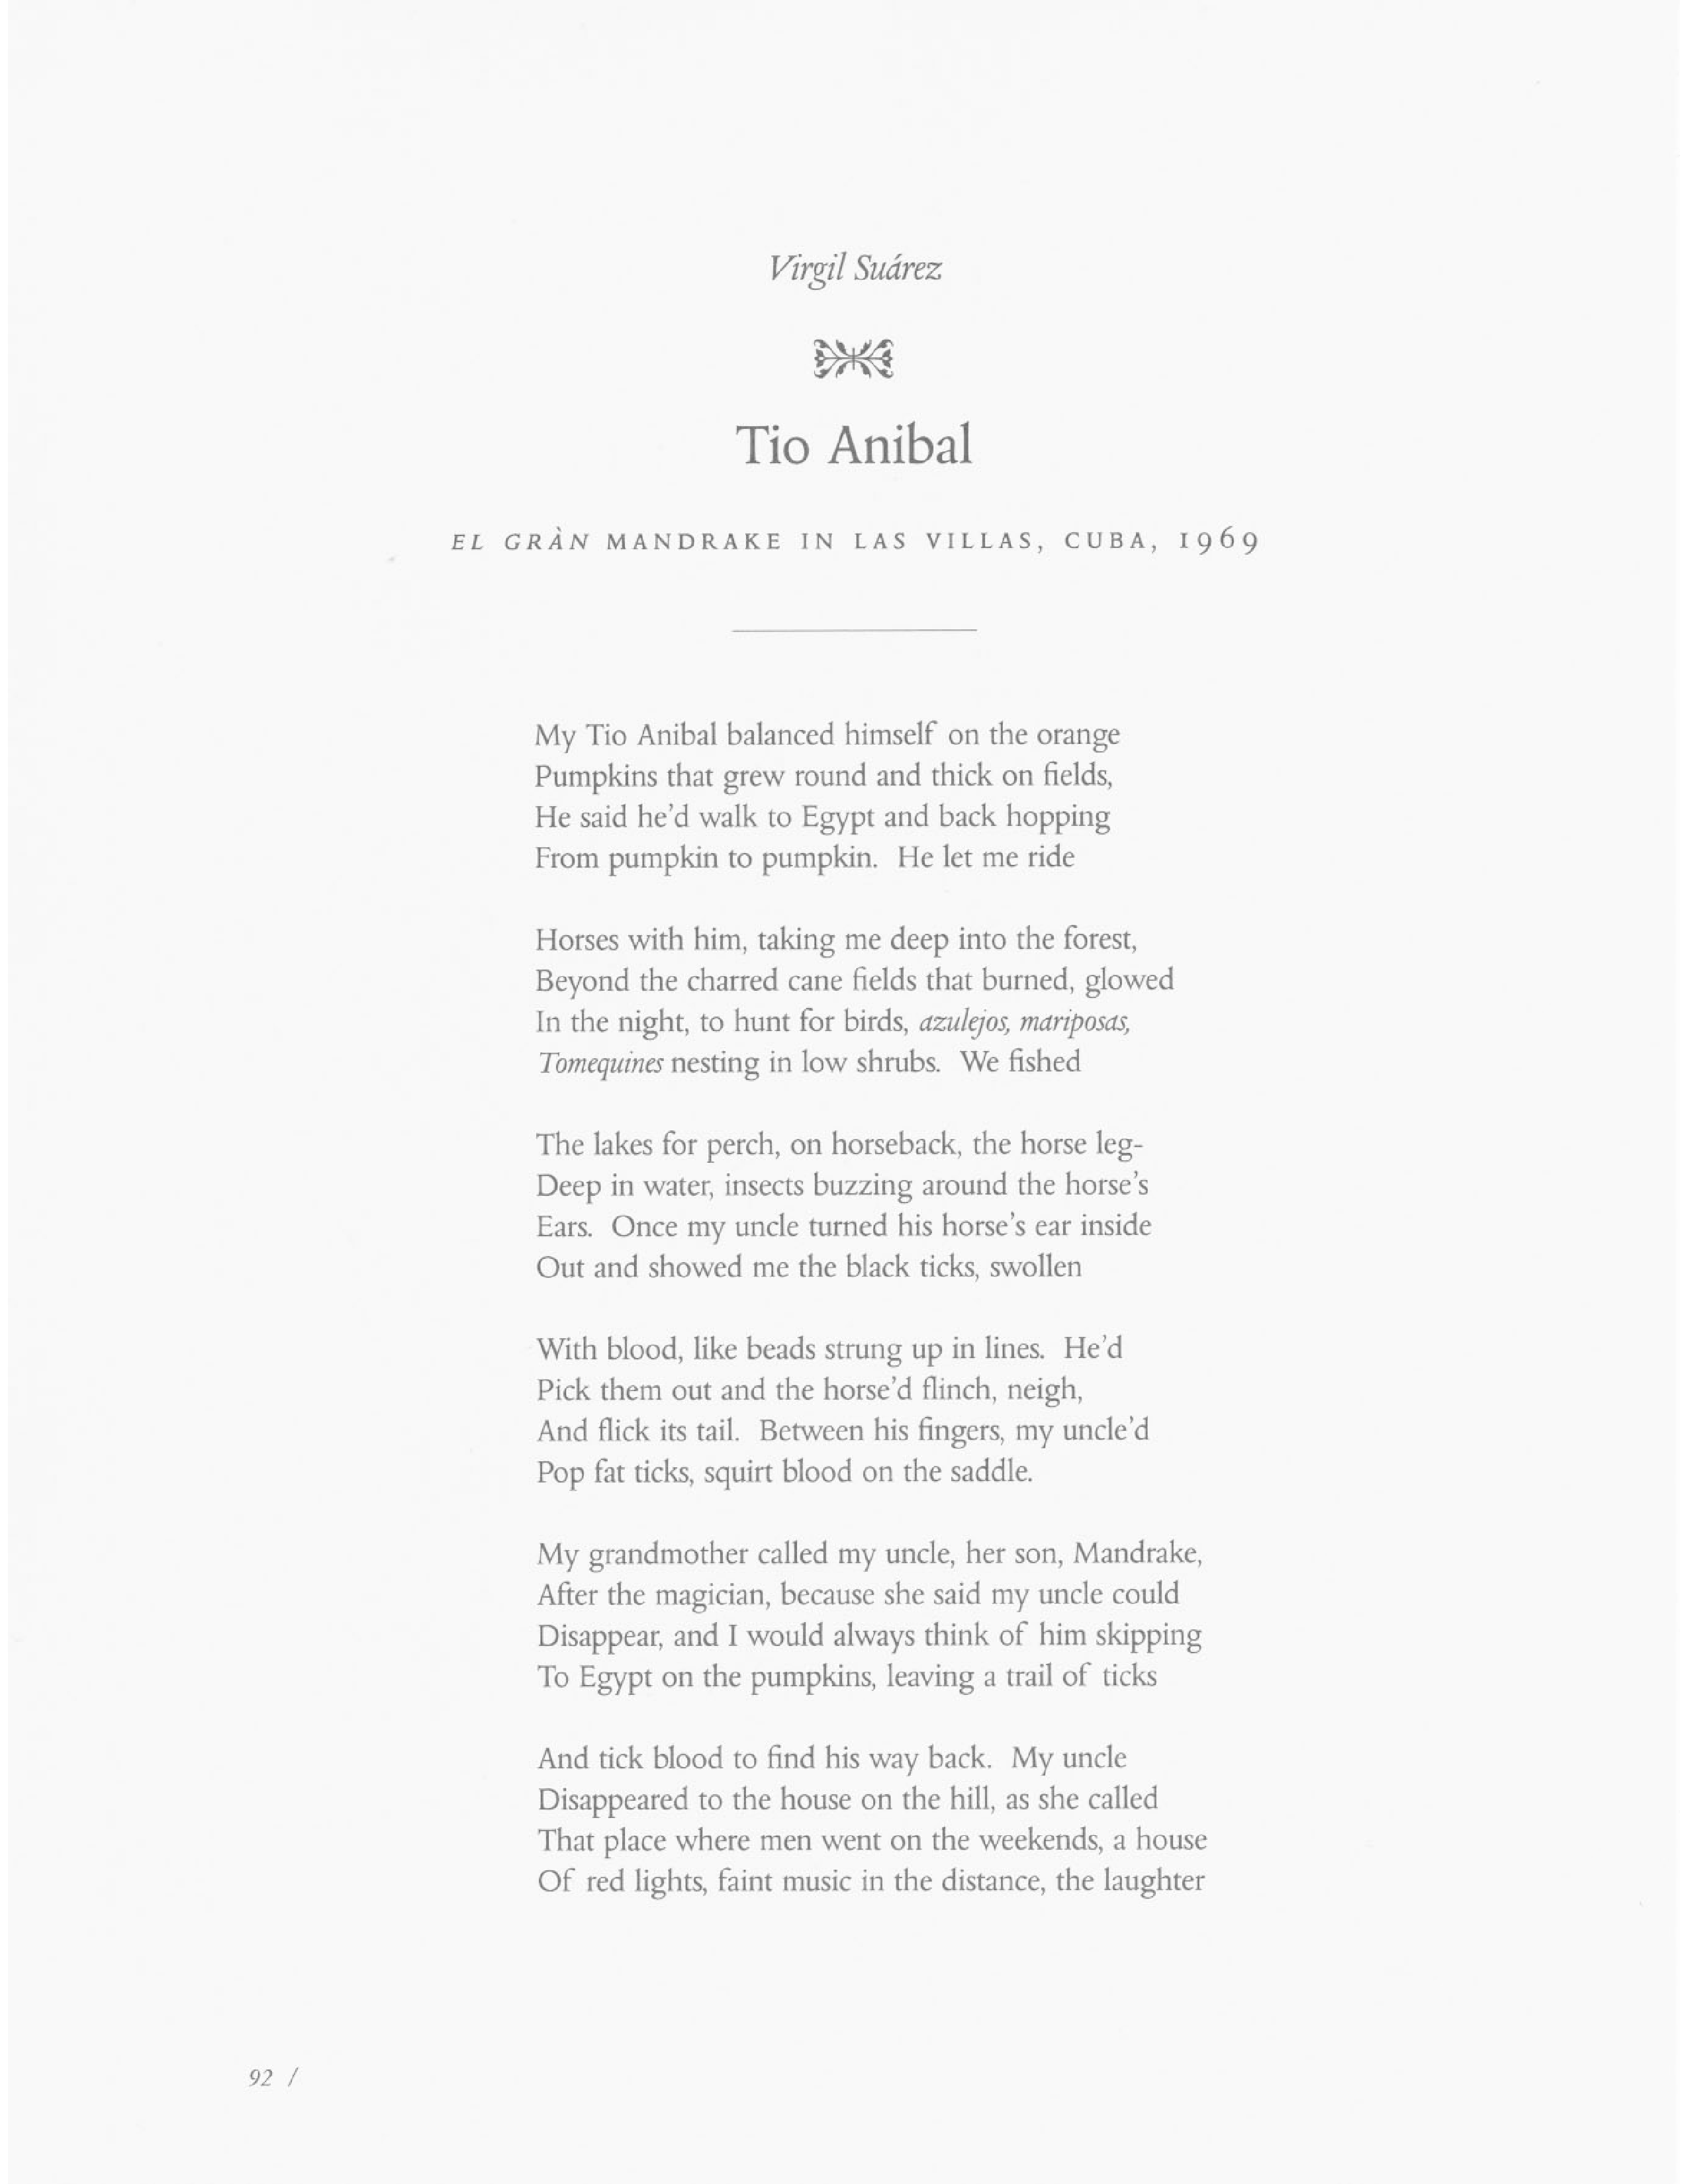 Virgil Suárez
Tio Anibal
EL GRÀN MANDRAKE IN LAS VILLAS, CUBA, 1969
My Tio Anibal balanced himself on the orange
Pumpkins that grew round and thick on fields,
He said he'd walk to Egypt and back hopping
From pumpkin to pumpkin. He let me ride
Horses with him, taking me deep into the forest,
Beyond the charred cane fields that burned, glowed
In the night, to hunt for birds, azulejos, mariposas,
Tomequines nesting in low shrubs. We fished
The lakes for perch, on horseback, the horse leg-
Deep in water, insects buzzing around the horse's
Ears. Once my uncle turned his horse's ear inside
Out and showed me the black ticks, swollen
With blood, like beads strung up in lines. He'd
Pick them out and the horse'd flinch, neigh,
And flick its tail. Between his fingers, my uncle'd
Pop fat ticks, squirt blood on the saddle.
My grandmother called my uncle, her son, Mandrake,
After the magician, because she said my uncle could
Disappear, and I would always think of him skipping
To Egypt on the pumpkins, leaving a trail of ticks
And tick blood to find his way back. My uncle
Disappeared to the house on the hill, as she called
That place where men went on the weekends, a house
Of red lights, faint music in the distance, the laughter
92 /